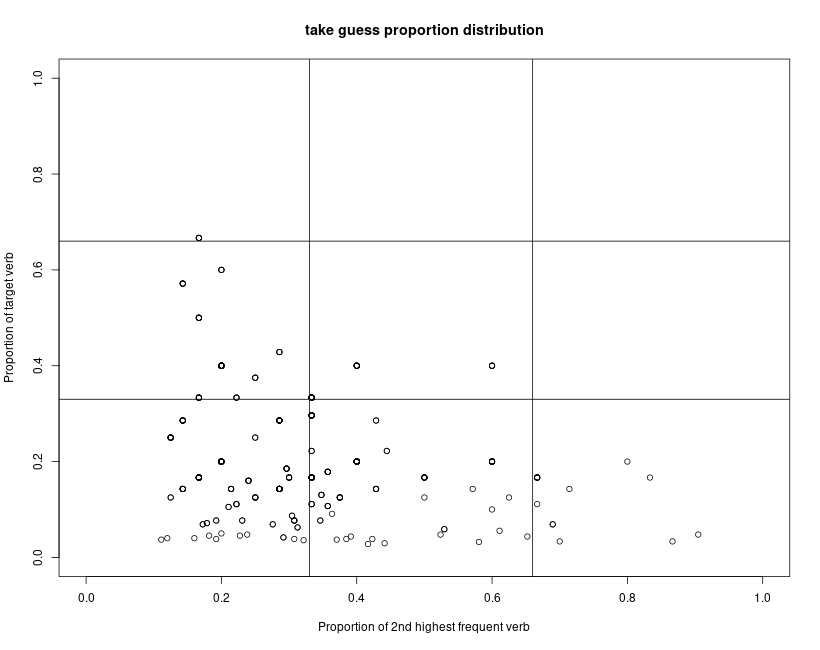 take guess proportion distribution
Proportion of target verb
1.0
0.8
0.6
0.4
0.2
0.0
0.0 0.2 0.4 0.6 0.8 1.0
Proportion of 2nd highest frequent verb